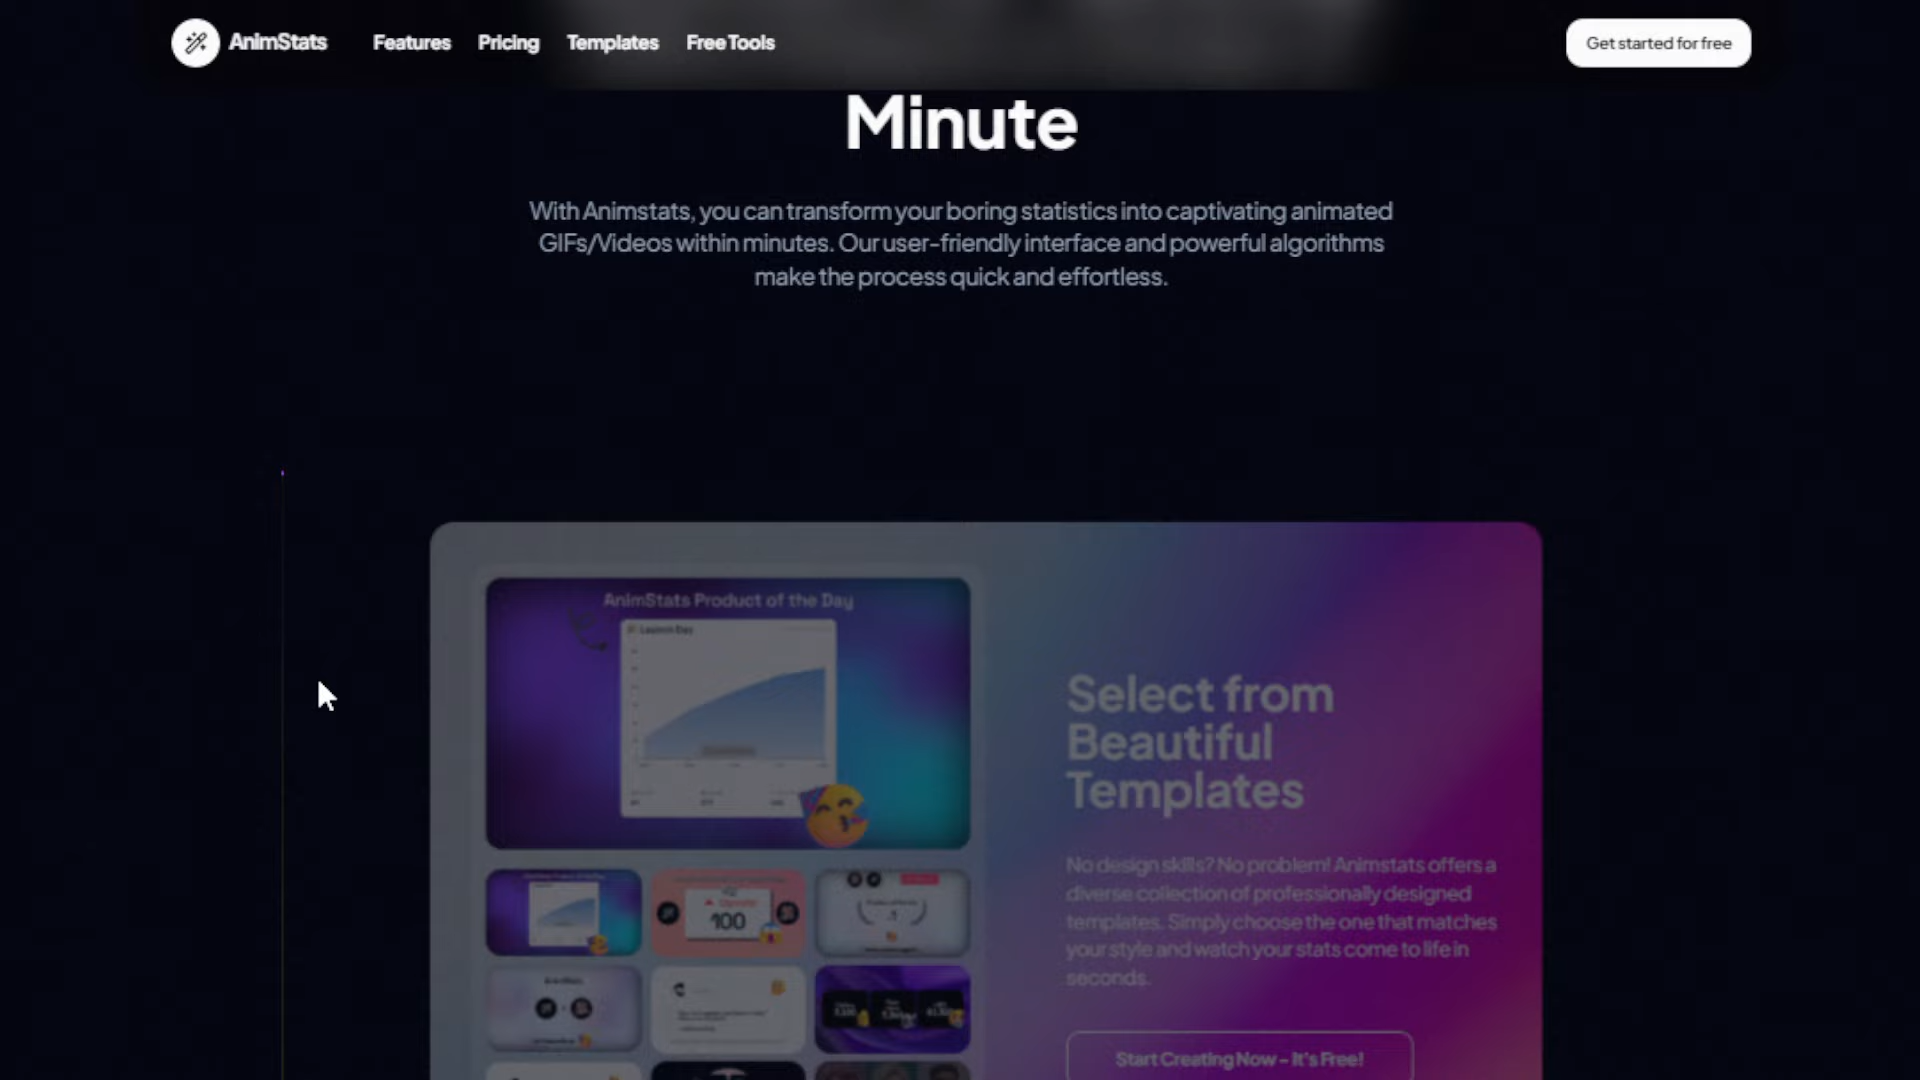 AnimStats
Features
Pricing
Templates
Free Tools
Get started for free
Minute
With Animstats, you can transform your boring statistics into captivating animated
GIFs/Videos within minutes. Our user-friendly interface and powerful algorithms
make the process quick and effortless.
AnimStats Product of the Day
Launch Day
Select from
Beautiful
Templates
No design skills? No problem! Animstats offers a
diverse collection of professionally designed
templates. Simply choose the one that matches
your style and watch your stats come to life in
seconds.
100
Start Creating Now - It's Free!